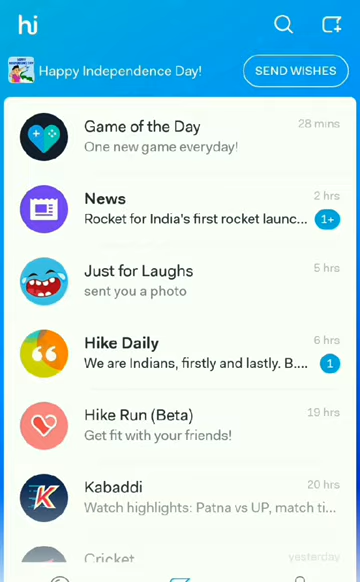 hi
Happy Independence Day!
SEND WISHES
Game of the Day
28 mins
One new game everyday!
News
2 hrs
Rocket for India's first rocket launc...
1+
Just for Laughs
5 hrs
sent you a photo
Hike Daily
6 hrs
We are Indians, firstly and lastly. B....
1
Hike Run (Beta)
19 hrs
Get fit with your friends!
Kabaddi
20 hrs
Watch highlights: Patna vs UP, match ti...
Cricket
yesterday